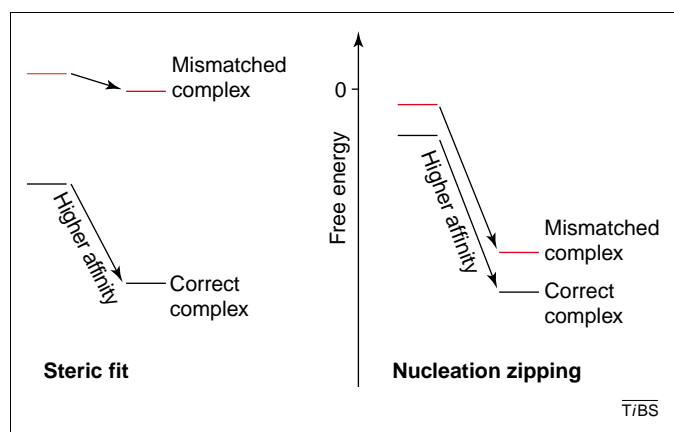 Mismatched
complex
Higher affinity
Correct
complex
Steric fit
0
Free energy
Higher affinity
Mismatched
complex
Correct
complex
Nucleation zipping
TiBS